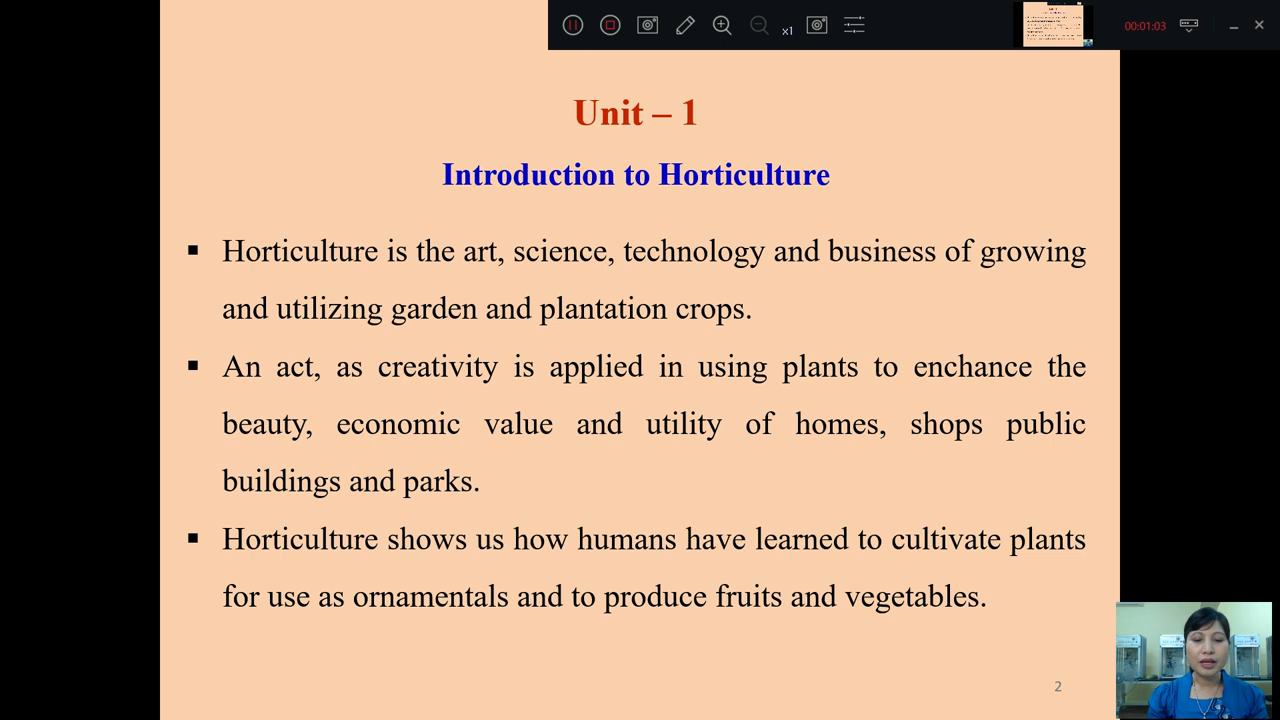 x1
00:01:03
Unit – 1
Introduction to Horticulture
▪ Horticulture is the art, science, technology and business of growing
and utilizing garden and plantation crops.
▪ An act, as creativity is applied in using plants to enchance the
beauty, economic value and utility of homes, shops public
buildings and parks.
▪ Horticulture shows us how humans have learned to cultivate plants
for use as ornamentals and to produce fruits and vegetables.
2